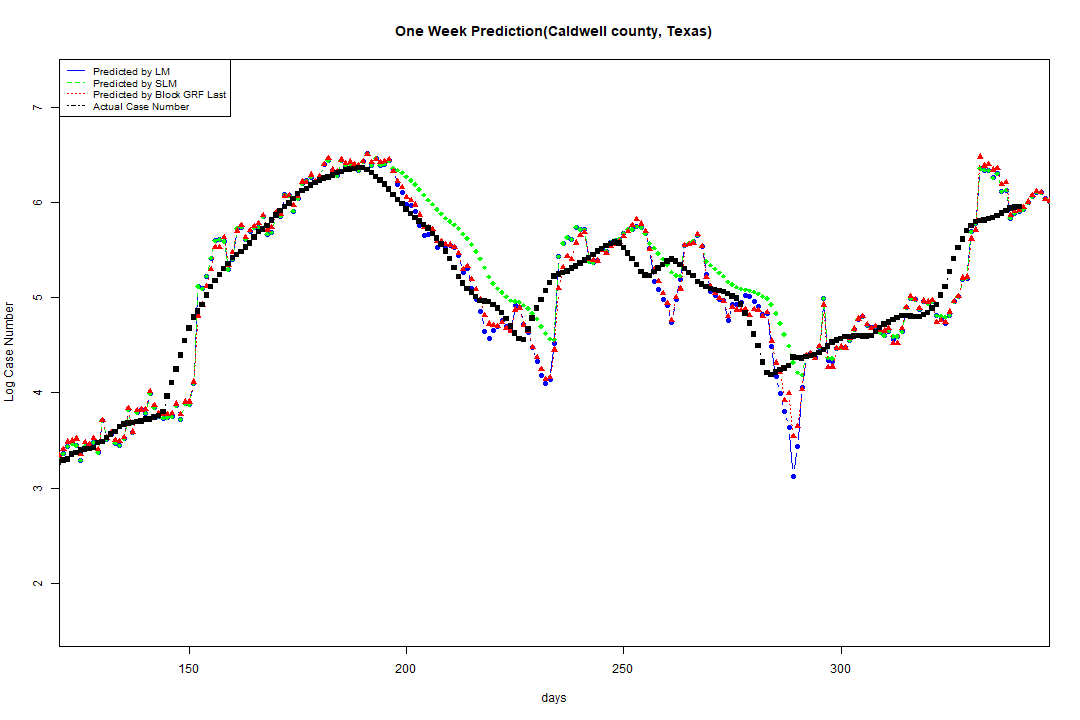 One Week Prediction(Caldwell county, Texas)
Predicted by LM
Predicted by SLM
Predicted by Block GRF Last
Actual Case Number
7
6
5
4
3
2
Log Case Number
150 200 250 300
days